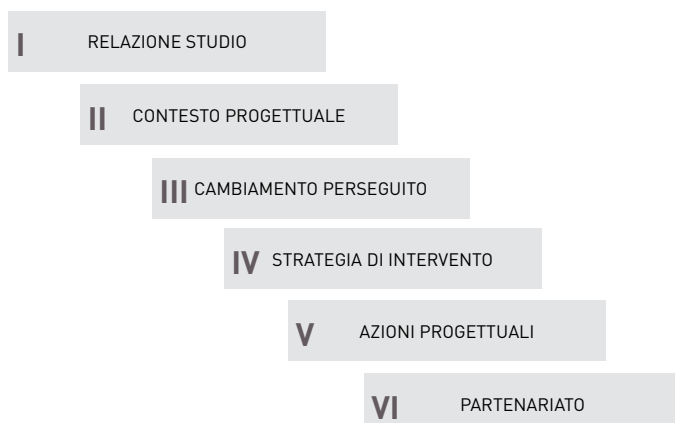 I RELAZIONE STUDIO
II CONTESTO PROGETTUALE
III CAMBIAMENTO PERSEGUITO
IV STRATEGIA DI INTERVENTO
V AZIONI PROGETTUALI
VI PARTENARIATO